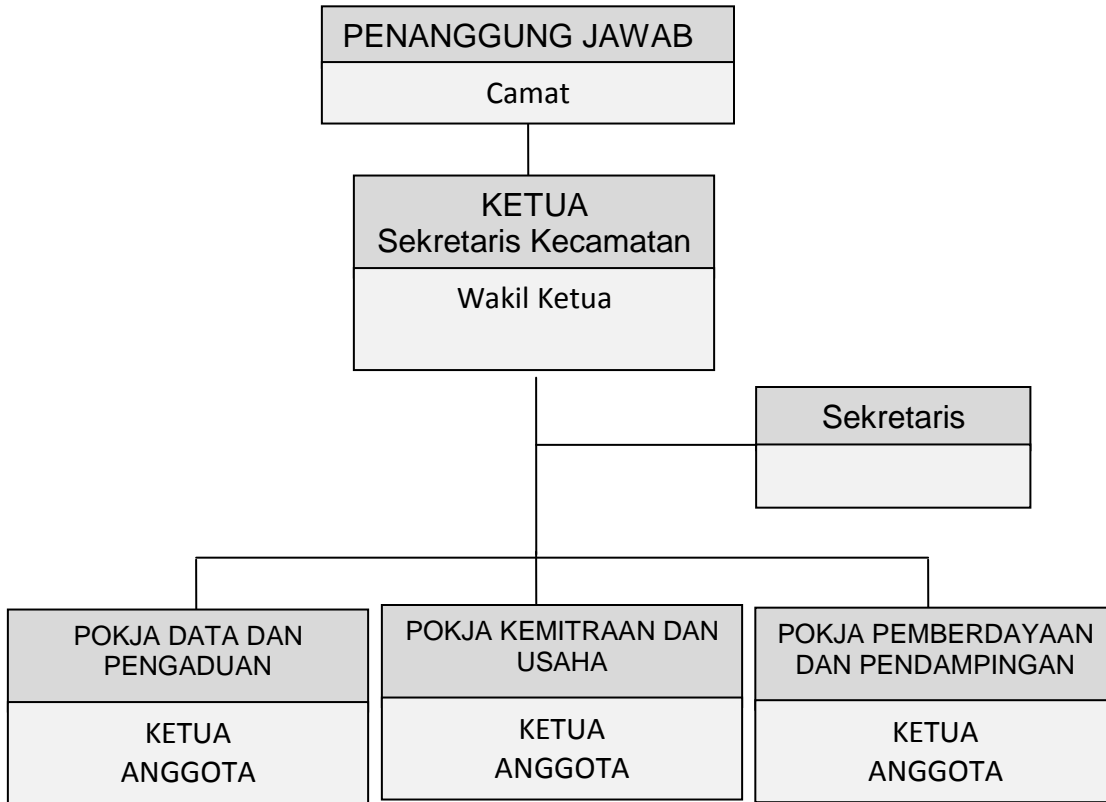 PENANGGUNG JAWAB
Camat
KETUA
Sekretaris Kecamatan
Wakil Ketua
Sekretaris
POKJA DATA DAN
PENGADUAN
KETUA
ANGGOTA
POKJA KEMITRAAN DAN
USAHA
KETUA
ANGGOTA
POKJA PEMBERDAYAAN
DAN PENDAMPINGAN
KETUA
ANGGOTA